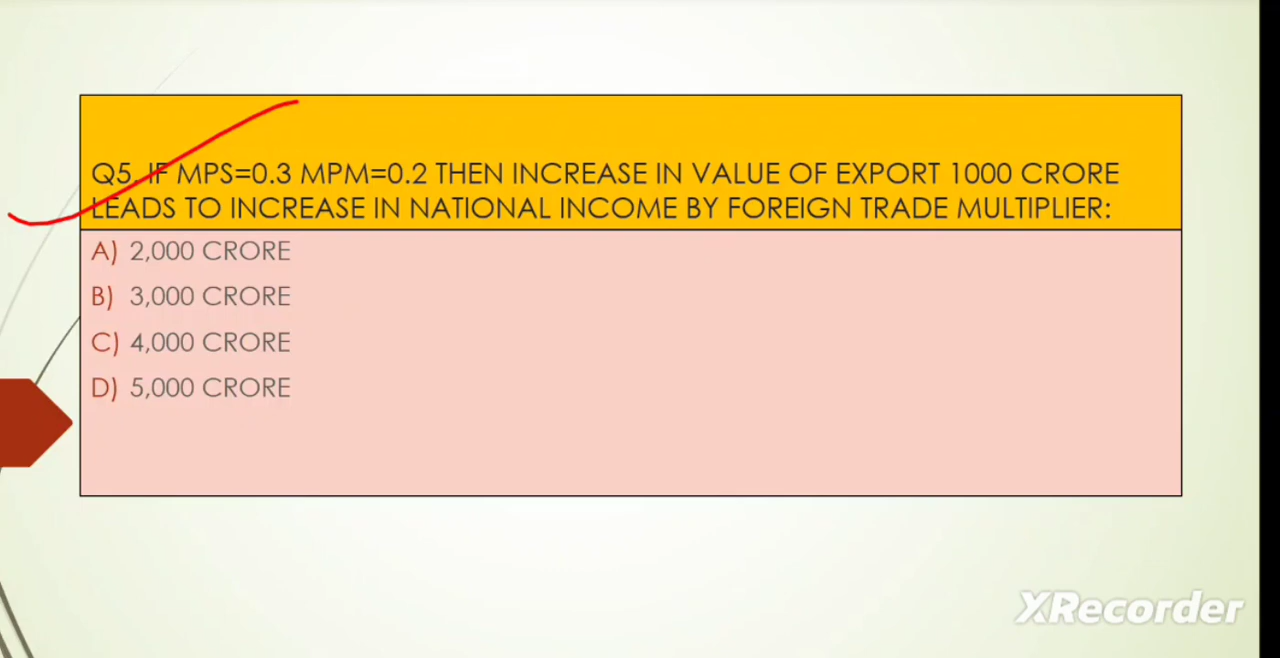 Q5. IF MPS=0.3 MPM=0.2 THEN INCREASE IN VALUE OF EXPORT 1000 CRORE
LEADS TO INCREASE IN NATIONAL INCOME BY FOREIGN TRADE MULTIPLIER:
A) 2,000 CRORE
B) 3,000 CRORE
C) 4,000 CRORE
D) 5,000 CRORE
XRecorder